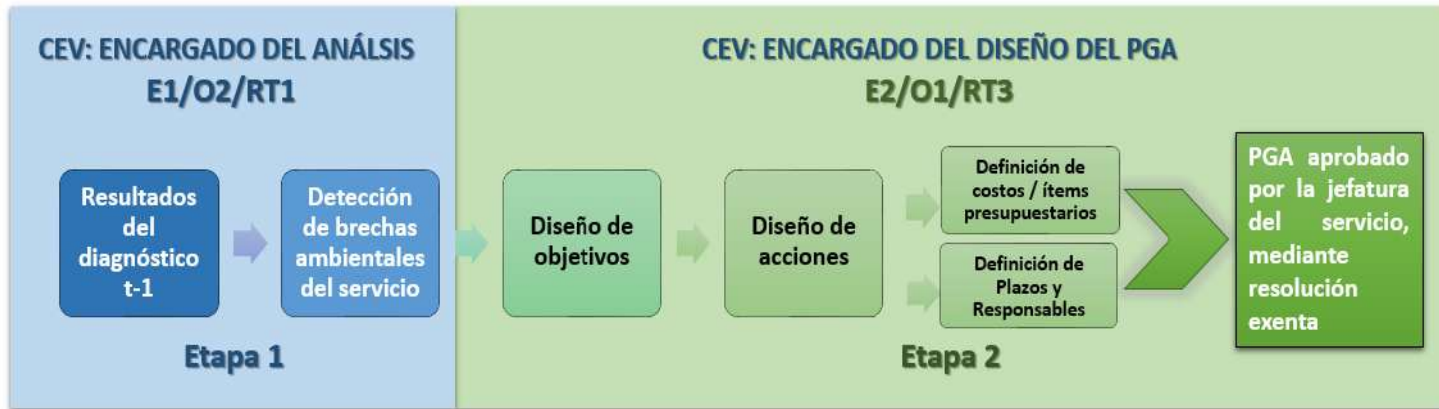 CEV: ENCARGADO DEL ANÁLSIS
E1/O2/RT1
CEV: ENCARGADO DEL DISEÑO DEL PGA
E2/O1/RT3
Resultados
del
diagnóstico
t-1
Detección
de brechas
ambientales
del servicio
Diseño de
objetivos
Diseño de
acciones
Definición de
costos / ítems
presupuestarios
Definición de
Plazos y
Responsables
PGA aprobado
por la jefatura
del servicio,
mediante
resolución
exenta
Etapa 1
Etapa 2